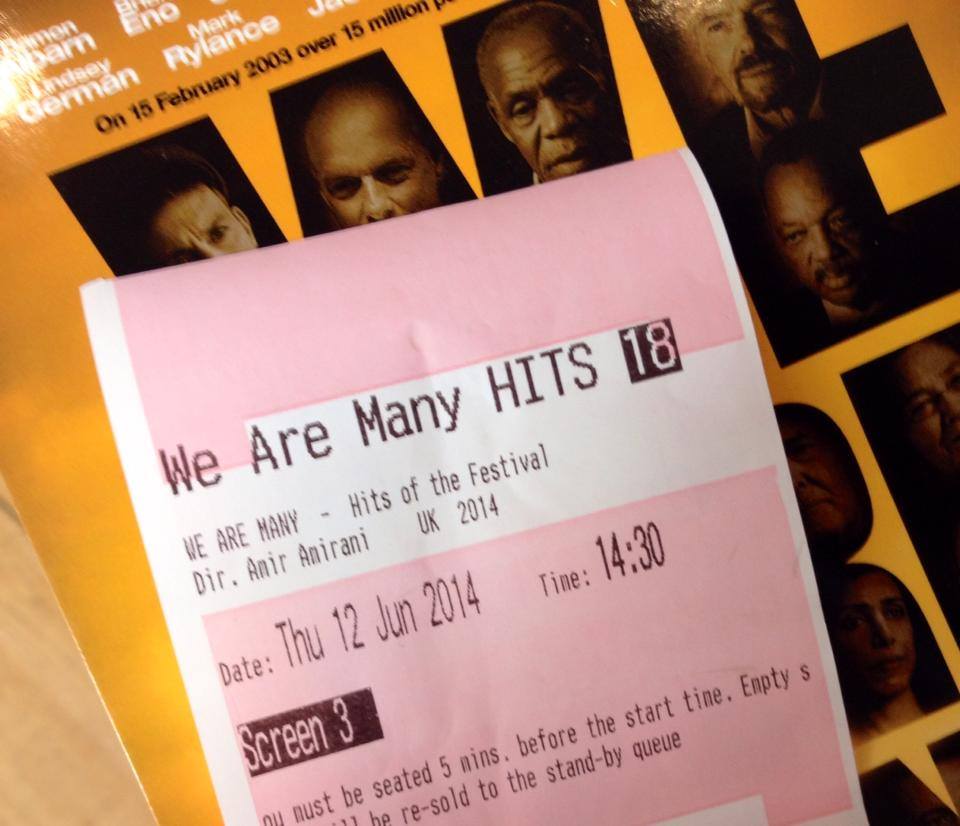 Eno
Mark
Rylance
Lindsey
German
On 15 February 2003 over 15 million
We Are Many HITS 18
WE ARE MANY - Hits of the Festival
Dir. Amir Amirani UK 2014
Date: Thu 12 Jun 2014 Time: 14:30
Screen 3
must be seated 5 mins. before the start time. Empty s
be re-sold to the stand-by queue